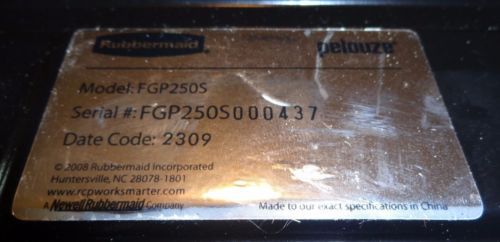 Rubbermaid
pelouze
Model: FGP250S
Serial #: FGP250S000437
Date Code: 2309
© 2008 Rubbermaid Incorporated
Huntersville, NC 28078-1801
www.rcpworksmarter.com
A Newell Rubbermaid Company
Made to our exact specifications in China